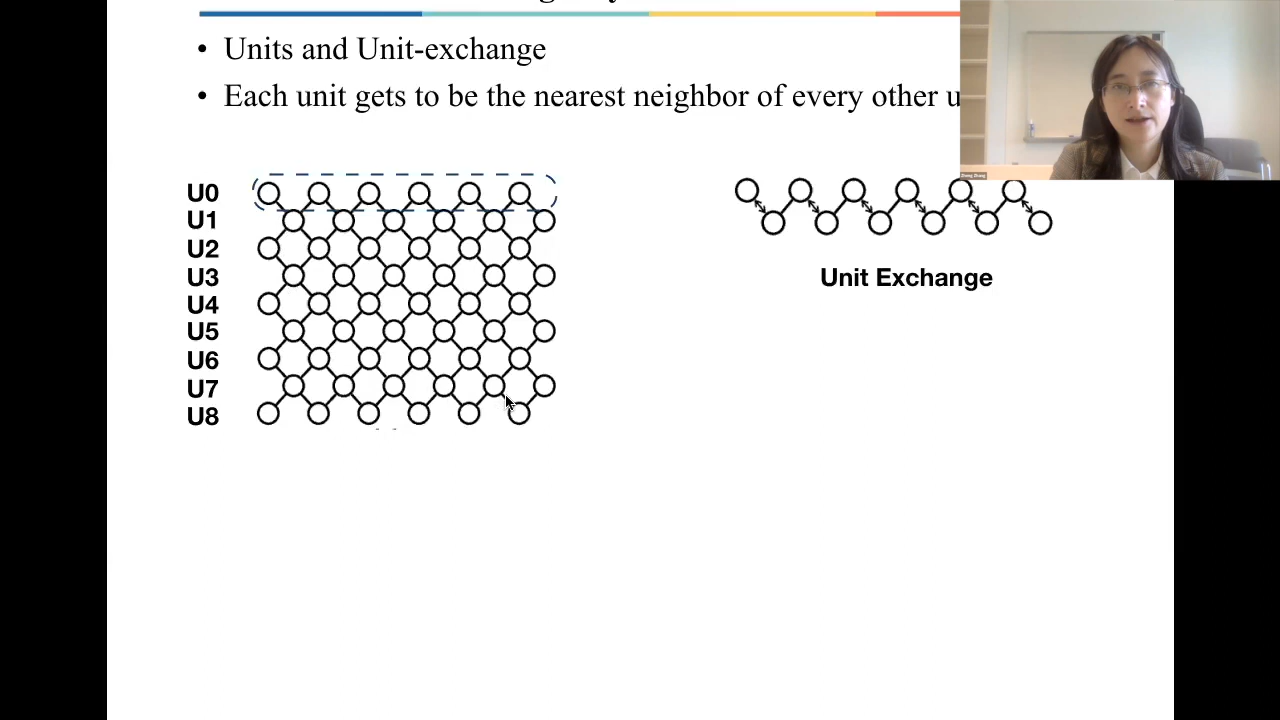 Units and Unit-exchange
Each unit gets to be the nearest neighbor of every other
U0
U1
U2
U3
U4
U5
U6
U7
U8
Unit Exchange